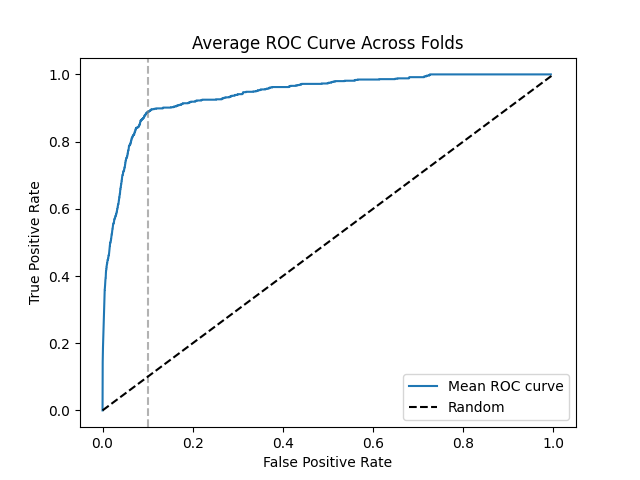 Average ROC Curve Across Folds
1.0
0.8
0.6
0.4
0.2
0.0
True Positive Rate
Mean ROC curve
Random
0.0 0.2 0.4 0.6 0.8 1.0
False Positive Rate